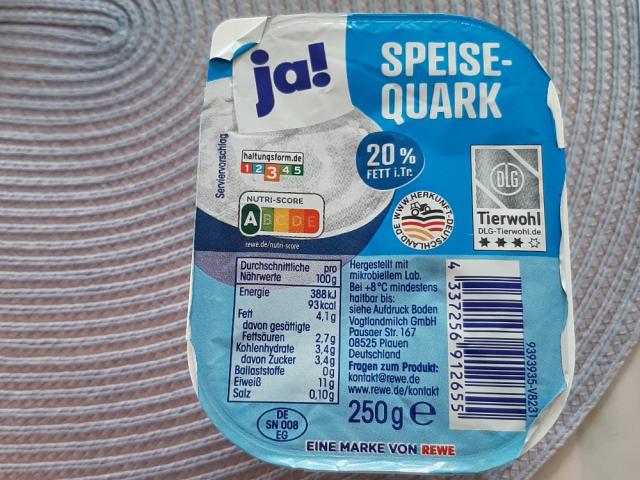 ja!
SPEISE-
QUARK
20 %
FETT i.Tr.
Serviervorschlag
haltungsform.de
1 2 3 4 5
NUTRI-SCORE
A B C D E
rewe.de/nutri-score
WWW.HERKUNFT-DEUTSCHLAND.DE
DLG
Tierwohl
DLG-Tierwohl.de
Durchschnittliche pro
Nährwerte 100g
Energie 388kJ
93kcal
Fett 4,1g
davon gesättigte
Fettsäuren 2,7g
Kohlenhydrate 3,4g
davon Zucker 3,4g
Ballaststoffe 0g
Eiweiß 11g
Salz 0,10g
Hergestellt mit
mikrobiellem Lab.
Bei +8°C mindestens
haltbar bis:
siehe Aufdruck Boden
Vogtlandmilch GmbH
Pausaer Str. 167
08525 Plauen
Deutschland
Fragen zum Produkt:
kontakt@rewe.de
www.rewe.de/kontakt
250g e
4 337256 912655
9393935-V8231
DE
SN 008
EG
EINE MARKE VON REWE